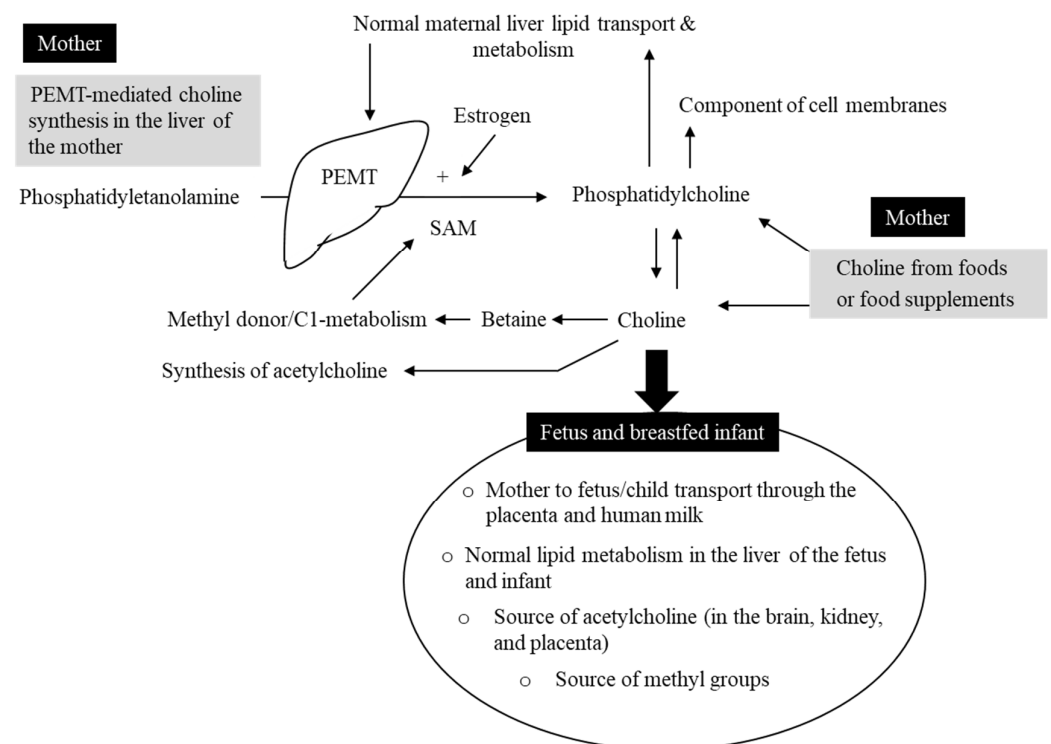 Normal maternal liver lipid transport &
metabolism
Mother
PEMT-mediated choline
synthesis in the liver of
the mother
Estrogen
Component of cell membranes
PEMT
+
Phosphatidyletanolamine
Phosphatidylcholine
SAM
Mother
Choline from foods
or food supplements
Methyl donor/C1-metabolism
Betaine
Choline
Synthesis of acetylcholine
Fetus and breastfed infant
o Mother to fetus/child transport through the
placenta and human milk
o Normal lipid metabolism in the liver of the fetus
and infant
o Source of acetylcholine (in the brain, kidney,
and placenta)
o Source of methyl groups